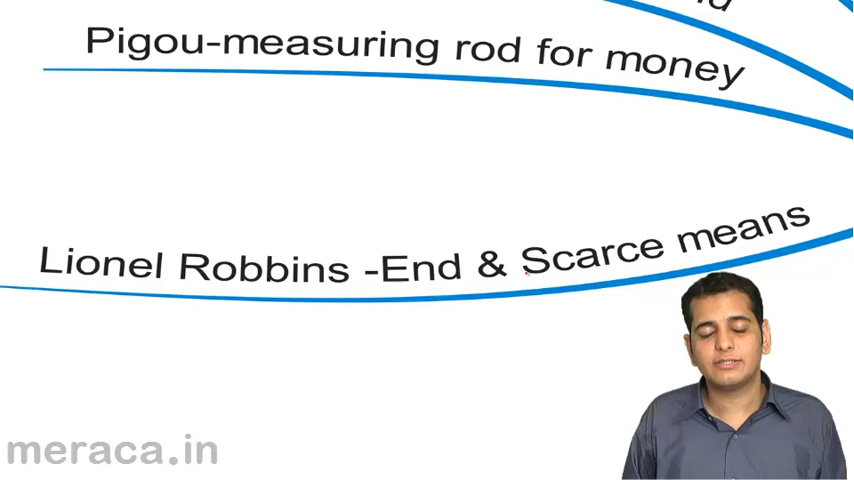 Pigou-measuring rod for money
Lionel Robbins -End & Scarce means
meraca.in